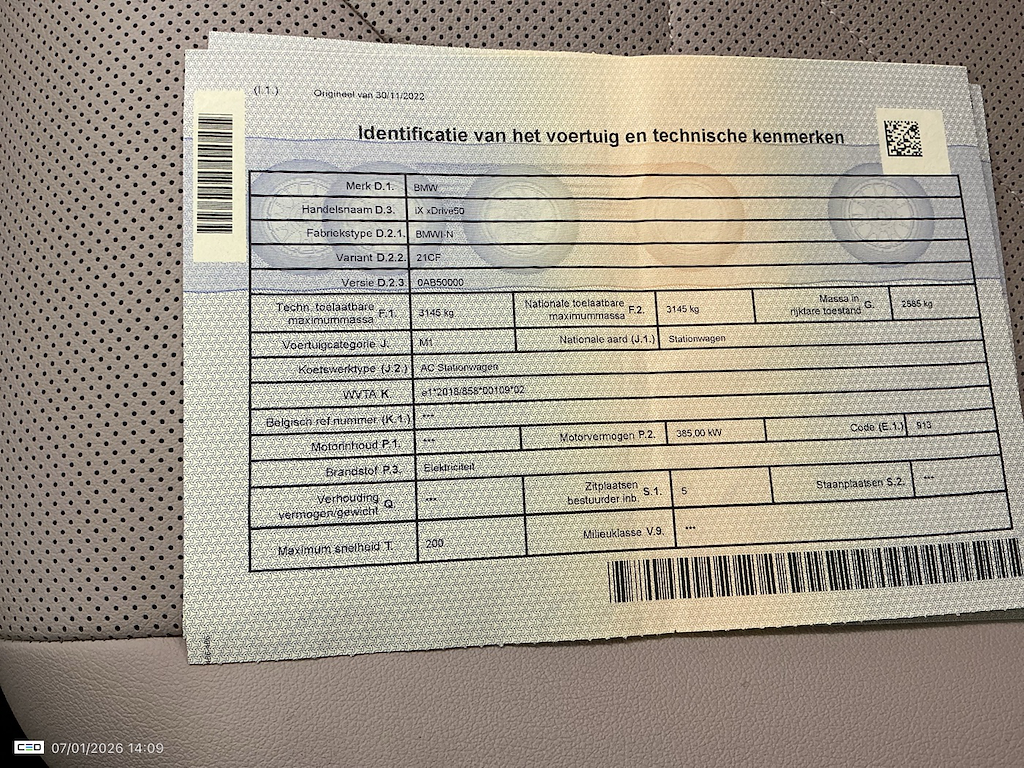 (I.1.) Origineel van 30/11/2022
Identificatie van het voertuig en technische kenmerken
Merk D.1. BMW
Handelsnaam D.3. iX xDrive50
Fabriekstype D.2.1. BMWI-N
Variant D.2.2. 21CF
Versie D.2.3. 0AB50000
Techn. toelaatbare maximummassa F.1. 3145 kg Nationale toelaatbare maximummassa F.2. 3145 kg Massa in rijklare toestand G. 2585 kg
Voertuigcategorie J. M1 Nationale aard (J.1.) Stationwagen
Koetswerktype (J.2.) AC Stationwagen
WVTA K. e1*2018/858*00109*02
Belgisch ref.nummer (K.1.) ***
Motorinhoud P.1. *** Motorvermogen P.2. 385,00 kW Code (E.1.) 913
Brandstof P.3. Elektriciteit
Verhouding vermogen/gewicht Q. *** Zitplaatsen bestuurder inb. S.1. 5 Staanplaatsen S.2. ***
Maximum snelheid T. 200 Milieuklasse V.9. ***
CEO 07/01/2026 14:09